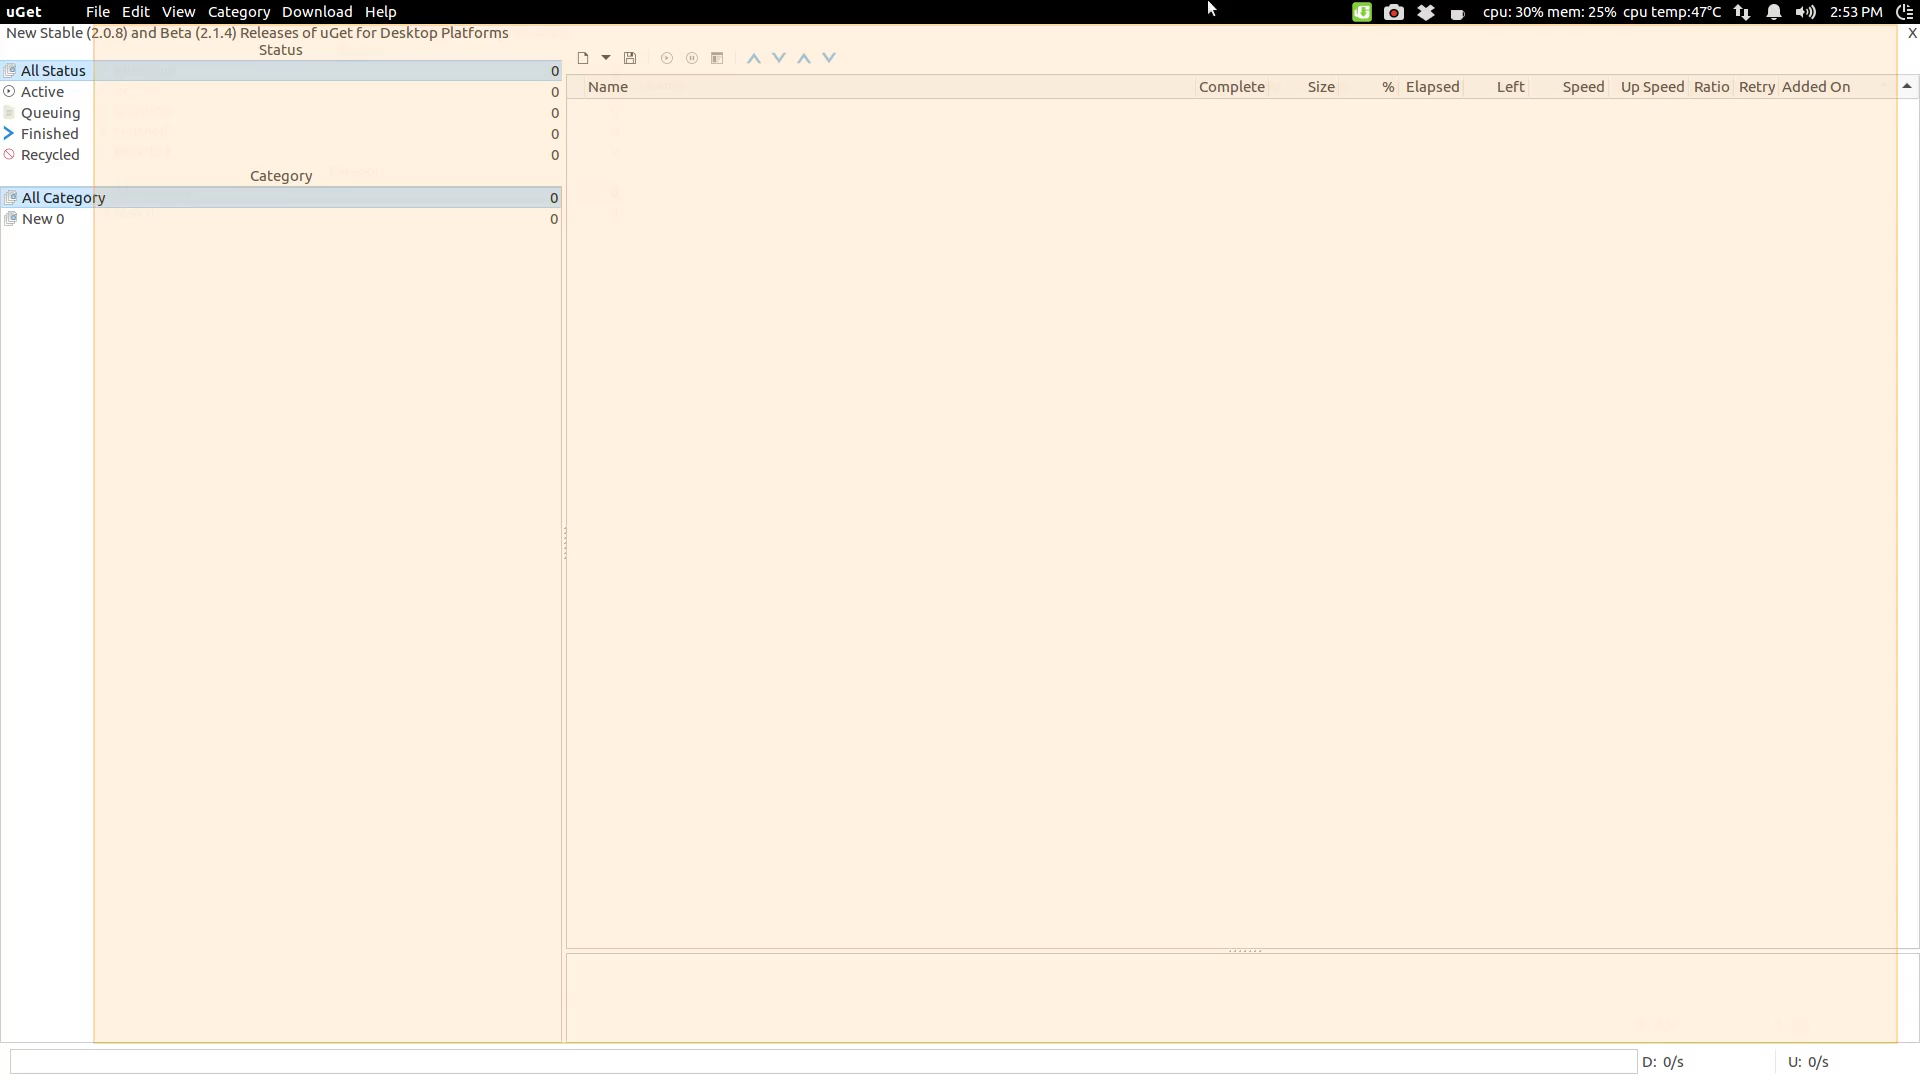 uGet File Edit View Category Download Help cpu: 30% mem: 25% cpu temp:47°C 2:53 PM
New Stable (2.0.8) and Beta (2.1.4) Releases of uGet for Desktop Platforms X
Status
All Status 0
Active 0
Queuing 0
Finished 0
Recycled 0
Category
All Category 0
New 0 0
Name Complete Size % Elapsed Left Speed Up Speed Ratio Retry Added On
D: 0/s U: 0/s